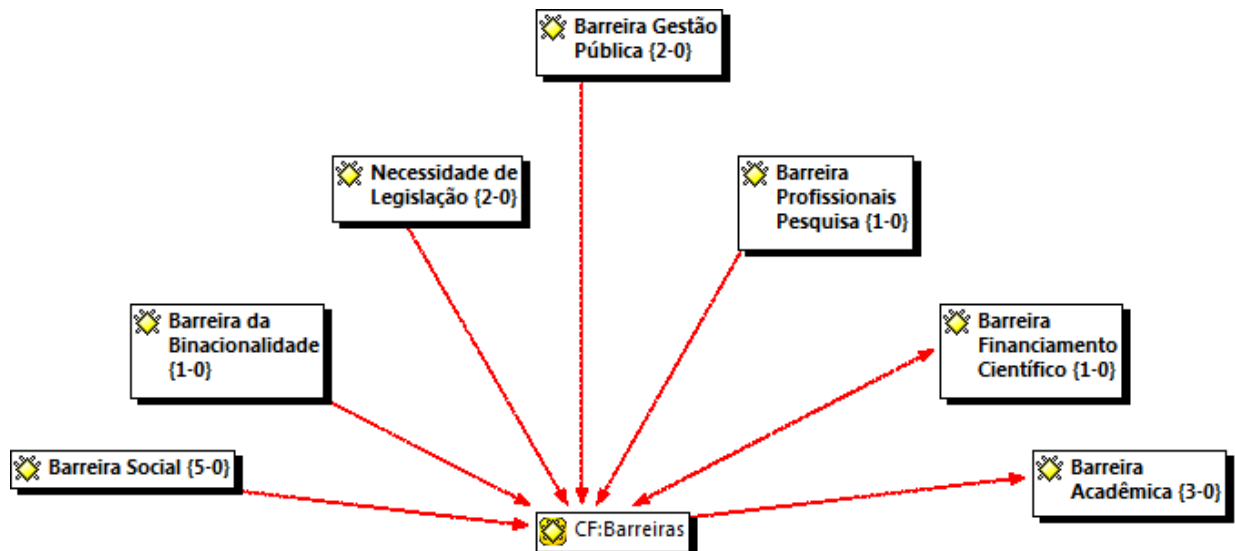 Barreira Gestão
Pública {2-0}
Necessidade de
Legislação {2-0}
Barreira
Profissionais
Pesquisa {1-0}
Barreira da
Binacionalidade
{1-0}
Barreira
Financiamento
Científico {1-0}
Barreira Social {5-0}
Barreira
Acadêmica {3-0}
CF:Barreiras